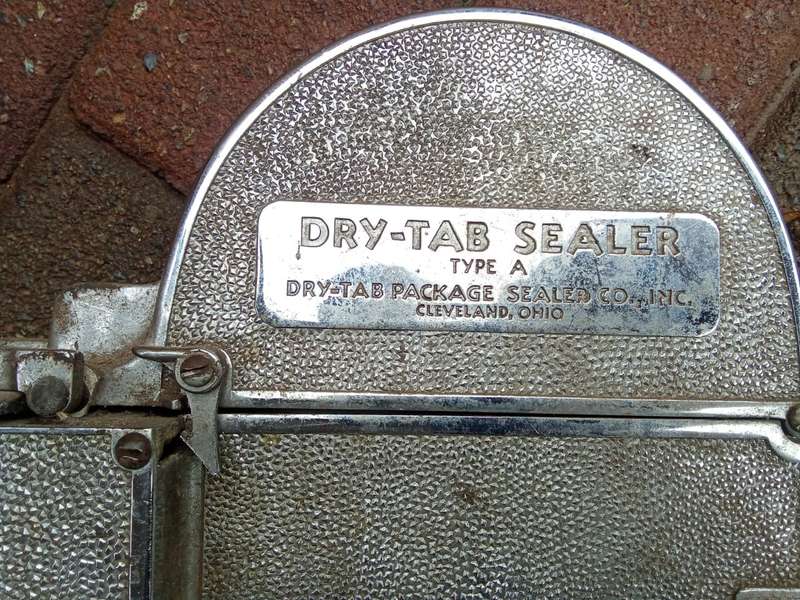 DRY-TAB SEALER
TYPE A
DRY-TAB PACKAGE SEALER CO., INC.
CLEVELAND, OHIO